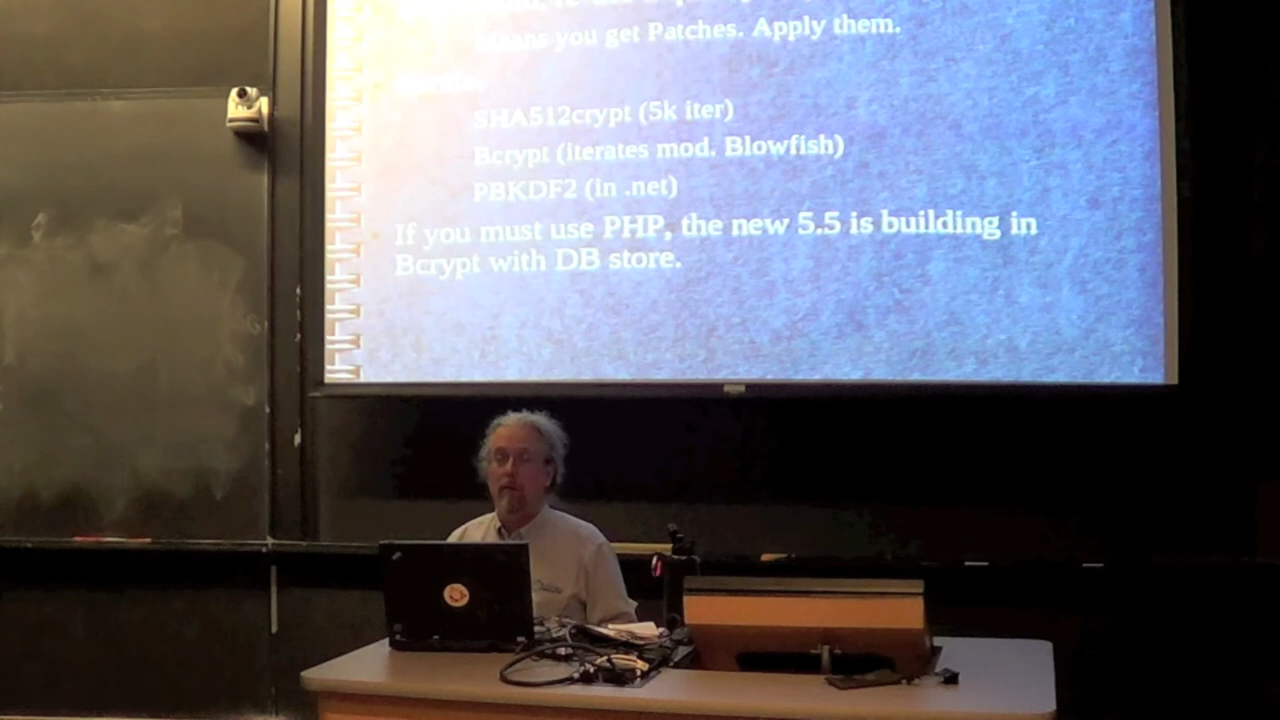 you get Patches. Apply them.
SHA512crypt (5k iter)
Bcrypt (iterates mod. Blowfish)
PBKDF2 (in .net)
If you must use PHP, the new 5.5 is building in
Bcrypt with DB store.